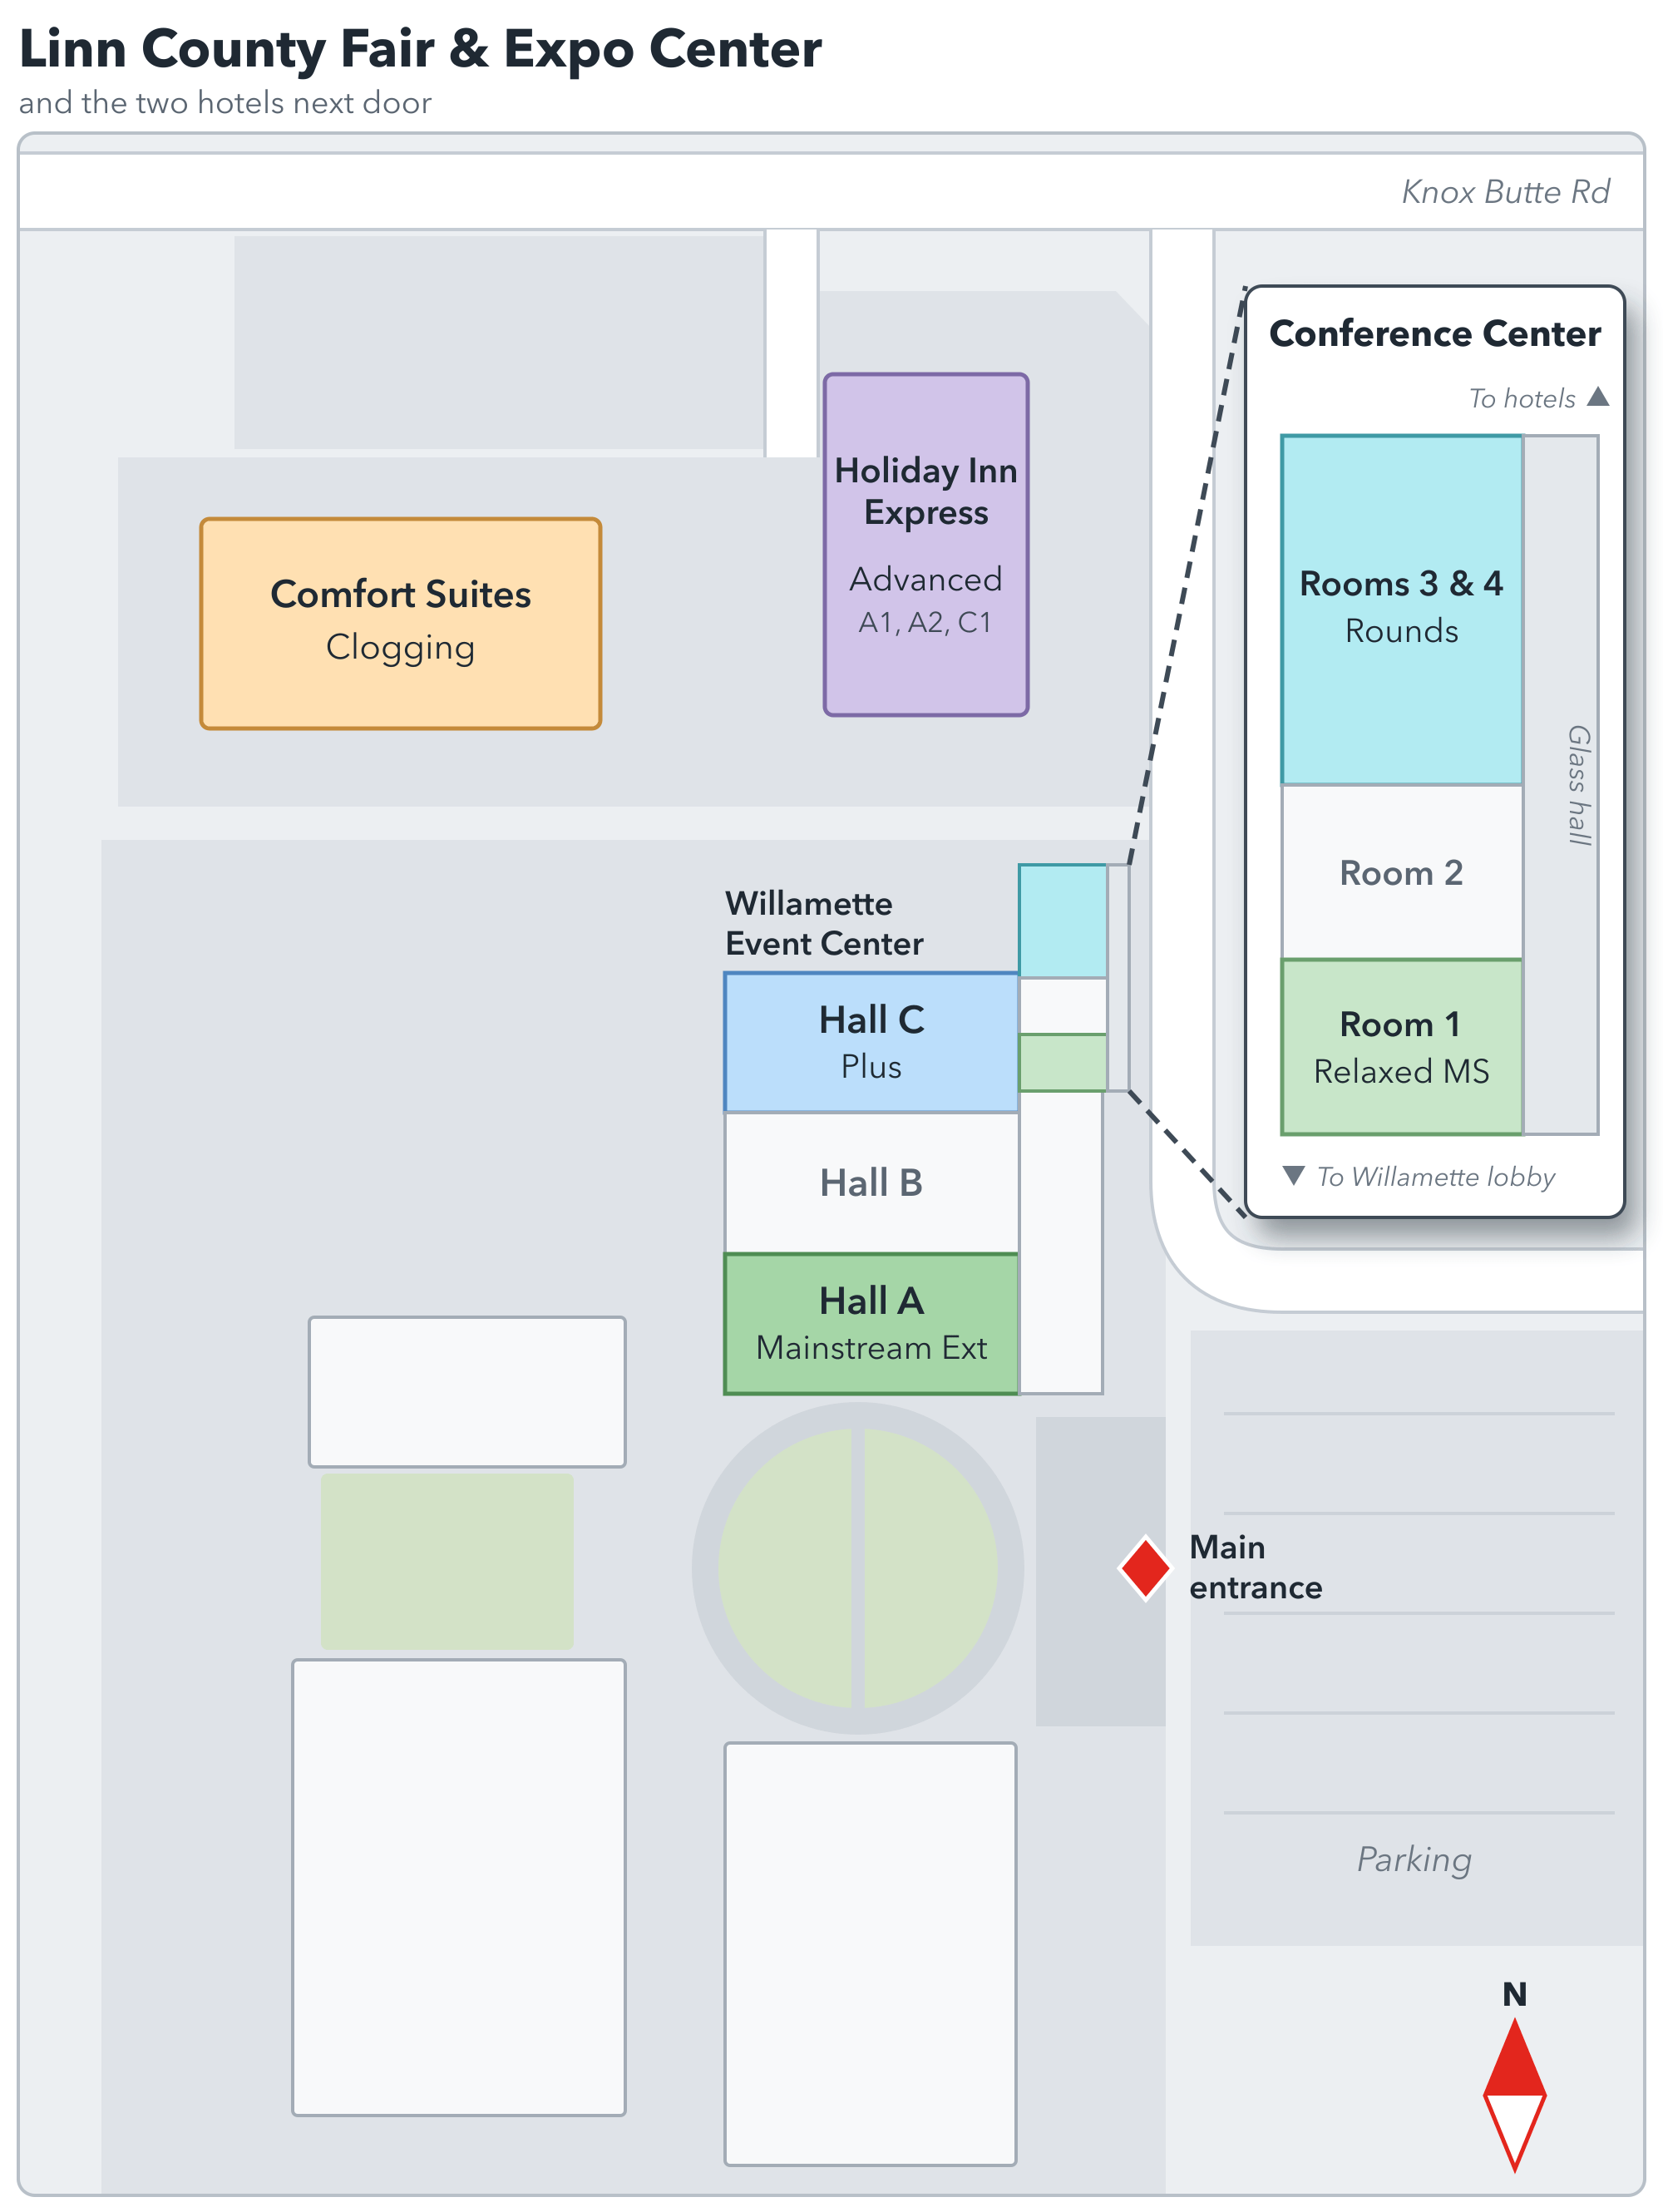 Linn County Fair & Expo Center
and the two hotels next door
Knox Butte Rd
Conference Center
To hotels
Holiday Inn
Express
Advanced
A1, A2, C1
Comfort Suites
Clogging
Rooms 3 & 4
Rounds
Glass hall
Room 2
Room 1
Relaxed MS
To Willamette lobby
Willamette
Event Center
Hall C
Plus
Hall B
Hall A
Mainstream Ext
Main
entrance
Parking
N